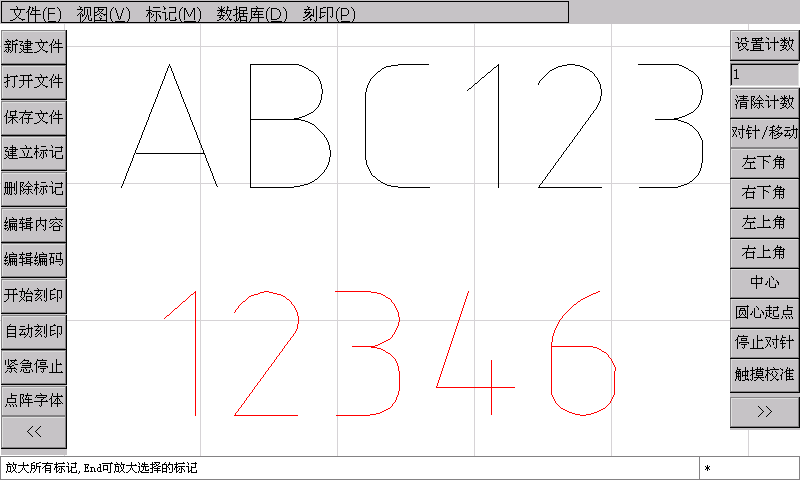 文件(F) 视图(V) 标记(M) 数据库(D) 刻印(P)
新建文件
打开文件
保存文件
建立标记
删除标记
编辑内容
编辑编码
开始刻印
自动刻印
紧急停止
点阵字体
<<
ABC123
12346
设置计数
1
清除计数
对针/移动
左下角
右下角
左上角
右上角
中心
圆心起点
停止对针
触摸校准
>>
放大所有标记,End可放大选择的标记
*